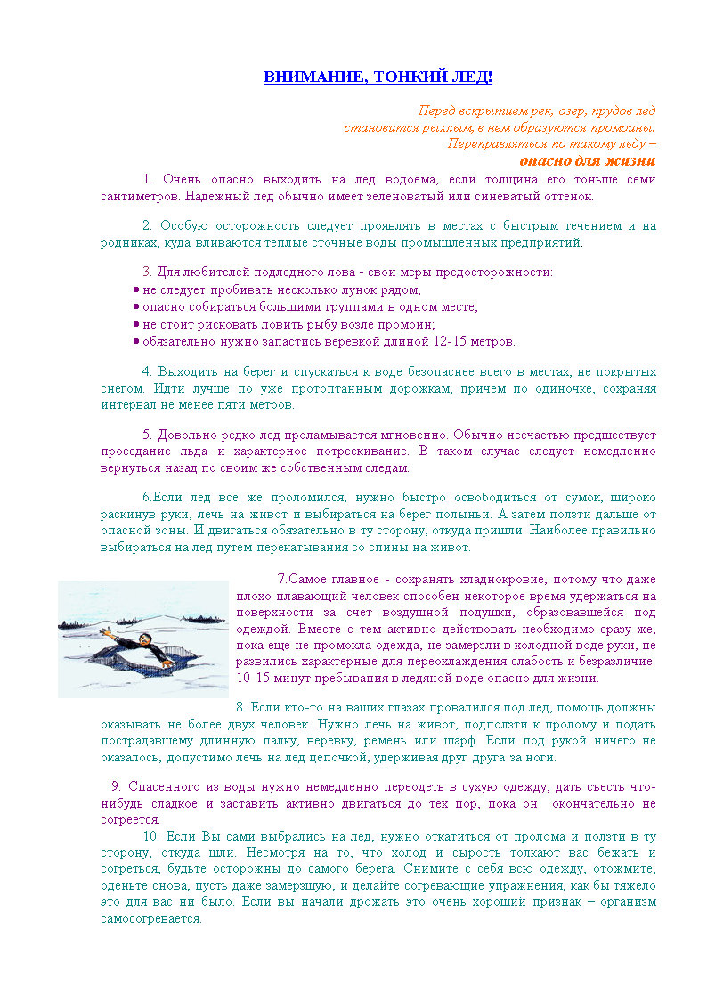 ВНИМАНИЕ, ТОНКИЙ ЛЕД!
Перед вскрытием рек, озер, прудов лед
становится рыхлым, в нем образуются промоины.
Переправляться по такому льду –
опасно для жизни
1. Очень опасно выходить на лед водоема, если толщина его тоньше семи
сантиметров. Надежный лед обычно имеет зеленоватый или синеватый оттенок.
2. Особую осторожность следует проявлять в местах с быстрым течением и на
родниках, куда вливаются теплые сточные воды промышленных предприятий.
3. Для любителей подледного лова - свои меры предосторожности:
• не следует пробивать несколько лунок рядом;
• опасно собираться большими группами в одном месте;
• не стоит рисковать ловить рыбу возле промоин;
• обязательно нужно запастись веревкой длиной 12-15 метров.
4. Выходить на берег и спускаться к воде безопаснее всего в местах, не покрытых
снегом. Идти лучше по уже протоптанным дорожкам, причем по одиночке, сохраняя
интервал не менее пяти метров.
5. Довольно редко лед проламывается мгновенно. Обычно несчастью предшествует
проседание льда и характерное потрескивание. В таком случае следует немедленно
вернуться назад по своим же собственным следам.
6.Если лед все же проломился, нужно быстро освободиться от сумок, широко
раскинув руки, лечь на живот и выбираться на берег полыньи. А затем ползти дальше от
опасной зоны. И двигаться обязательно в ту сторону, откуда пришли. Наиболее правильно
выбираться на лед путем перекатывания со спины на живот.
7.Самое главное - сохранять хладнокровие, потому что даже
плохо плавающий человек способен некоторое время удержаться на
поверхности за счет воздушной подушки, образовавшейся под
одеждой. Вместе с тем активно действовать необходимо сразу же,
пока еще не промокла одежда, не замерзли в холодной воде руки, не
развились характерные для переохлаждения слабость и безразличие.
10-15 минут пребывания в ледяной воде опасно для жизни.
8. Если кто-то на ваших глазах провалился под лед, помощь должны
оказывать не более двух человек. Нужно лечь на живот, подползти к пролому и подать
пострадавшему длинную палку, веревку, ремень или шарф. Если под рукой ничего не
оказалось, допустимо лечь на лед цепочкой, удерживая друг друга за ноги.
9. Спасенного из воды нужно немедленно переодеть в сухую одежду, дать съесть что-
нибудь сладкое и заставить активно двигаться до тех пор, пока он окончательно не
согреется.
10. Если Вы сами выбрались на лед, нужно откатиться от пролома и ползти в ту
сторону, откуда шли. Несмотря на то, что холод и сырость толкают вас бежать и
согреться, будьте осторожны до самого берега. Снимите с себя всю одежду, отожмите,
оденьте снова, пусть даже замерзшую, и делайте согревающие упражнения, как бы тяжело
это для вас ни было. Если вы начали дрожать это очень хороший признак – организм
самосогревается.